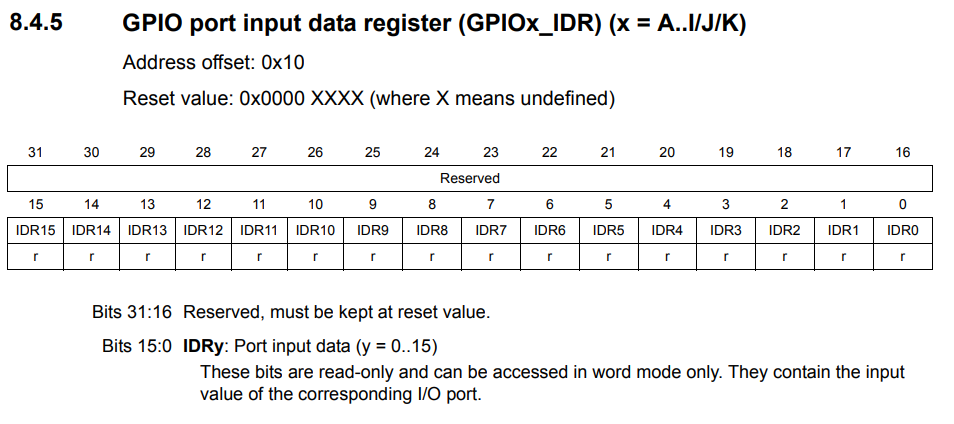 8.4.5 GPIO port input data register (GPIOx_IDR) (x = A..I/J/K)
Address offset: 0x10
Reset value: 0x0000 XXXX (where X means undefined)
31 30 29 28 27 26 25 24 23 22 21 20 19 18 17 16
Reserved
15 14 13 12 11 10 9 8 7 6 5 4 3 2 1 0
IDR15 IDR14 IDR13 IDR12 IDR11 IDR10 IDR9 IDR8 IDR7 IDR6 IDR5 IDR4 IDR3 IDR2 IDR1 IDR0
r r r r r r r r r r r r r r r r
Bits 31:16 Reserved, must be kept at reset value.
Bits 15:0 IDRy: Port input data (y = 0..15)
These bits are read-only and can be accessed in word mode only. They contain the input
value of the corresponding I/O port.